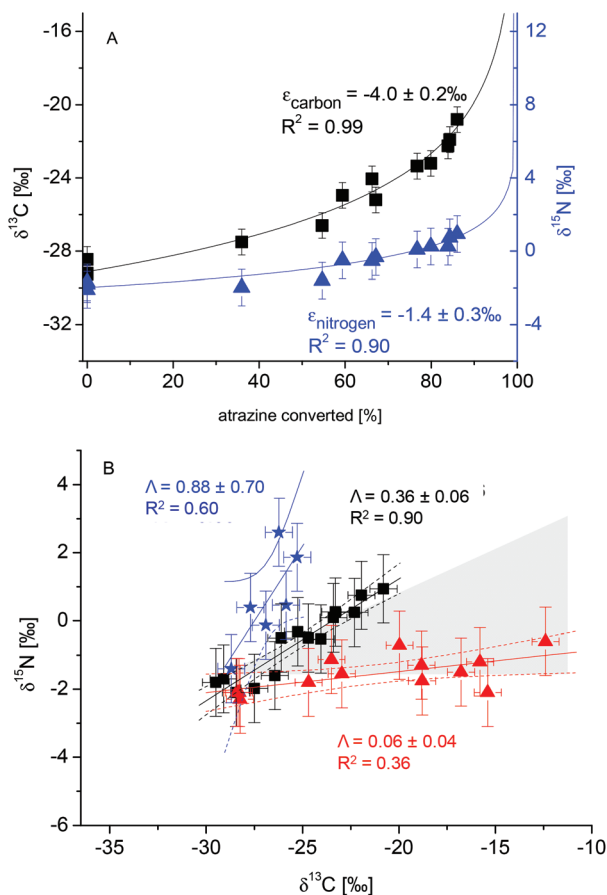 A
-16
-20
-24
-28
-32
δ¹³C [‰]
12
8
4
0
-4
δ¹⁵N [‰]
εcarbon = -4.0 ± 0.2‰
R² = 0.99
εnitrogen = -1.4 ± 0.3‰
R² = 0.90
0 20 40 60 80 100
atrazine converted [%]
B
4
2
0
-2
-4
-6
δ¹⁵N [‰]
Λ = 0.88 ± 0.70
R² = 0.60
Λ = 0.36 ± 0.06
R² = 0.90
Λ = 0.06 ± 0.04
R² = 0.36
-35 -30 -25 -20 -15 -10
δ¹³C [‰]